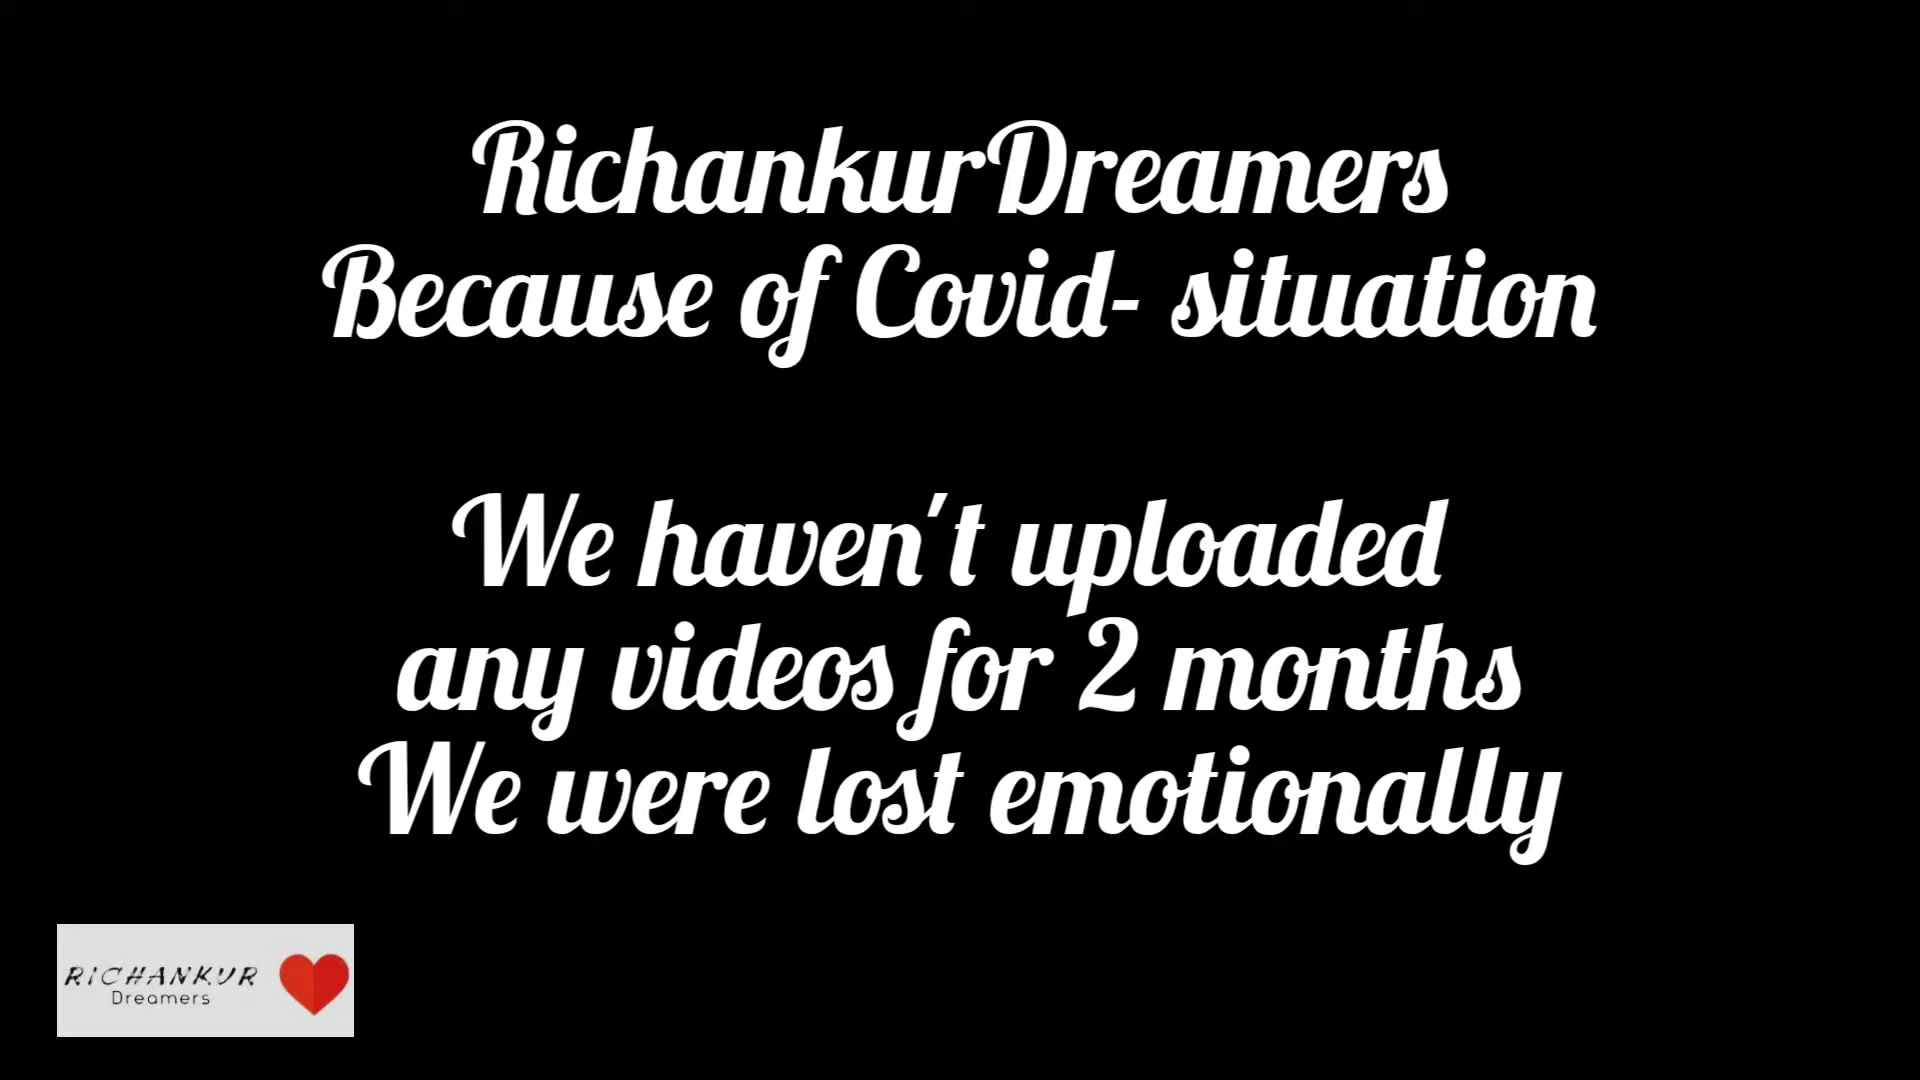 RichankurDreamers
Because of Covid- situation
We haven't uploaded
any videos for 2 months
We were lost emotionally
RICHANKUR
Dreamers